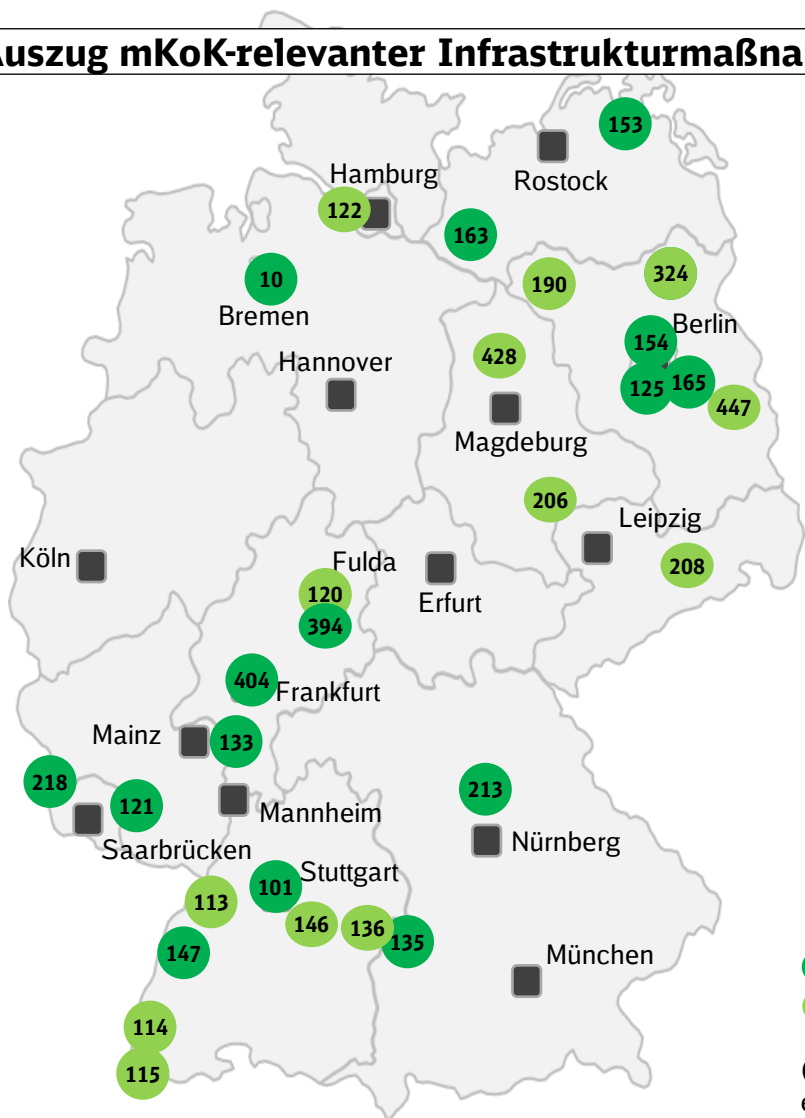 Auszug mKoK-relevanter Infrastrukturmaßna
153
Rostock
Hamburg
122
163
10
Bremen
190
324
Berlin
154
125
165
447
428
Hannover
Magdeburg
206
Leipzig
208
Köln
Fulda
120
394
Erfurt
404
Frankfurt
Mainz
133
218
121
Saarbrücken
Mannheim
213
Nürnberg
Stuttgart
101
113
146
136
135
147
München
114
115